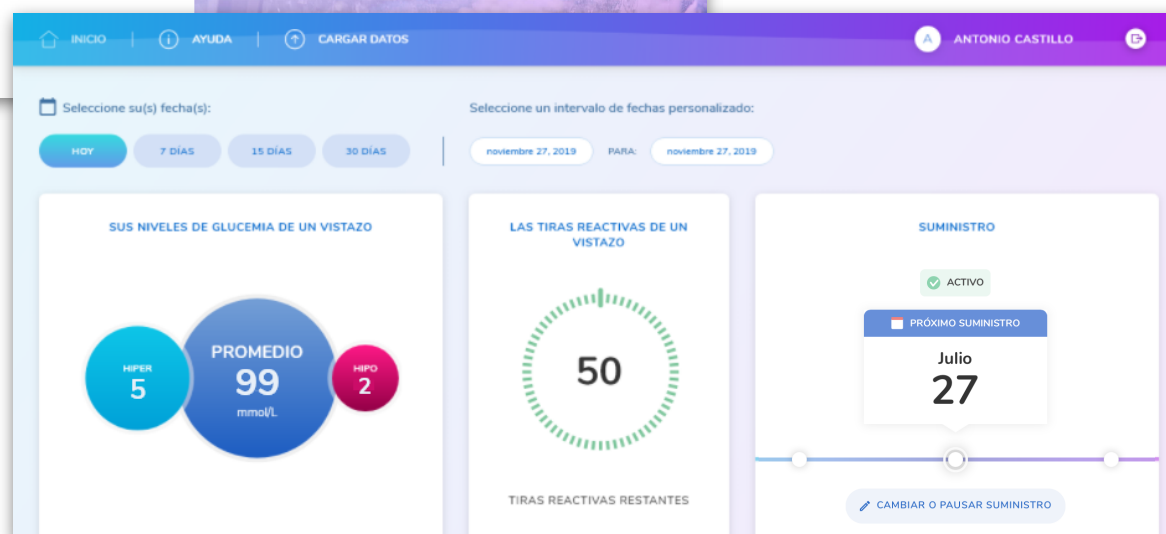 INICIO
AYUDA
CARGAR DATOS
A
ANTONIO CASTILLO
Seleccione su(s) fecha(s):
Seleccione un intervalo de fechas personalizado:
HOY
7 DÍAS
15 DÍAS
30 DÍAS
noviembre 27, 2019
PARA:
noviembre 27, 2019
SUS NIVELES DE GLUCEMIA DE UN VISTAZO
HIPER
5
PROMEDIO
99
mmol/L
HIPO
2
LAS TIRAS REACTIVAS DE UN
VISTAZO
50
TIRAS REACTIVAS RESTANTES
SUMINISTRO
ACTIVO
PRÓXIMO SUMINISTRO
Julio
27
CAMBIAR O PAUSAR SUMINISTRO